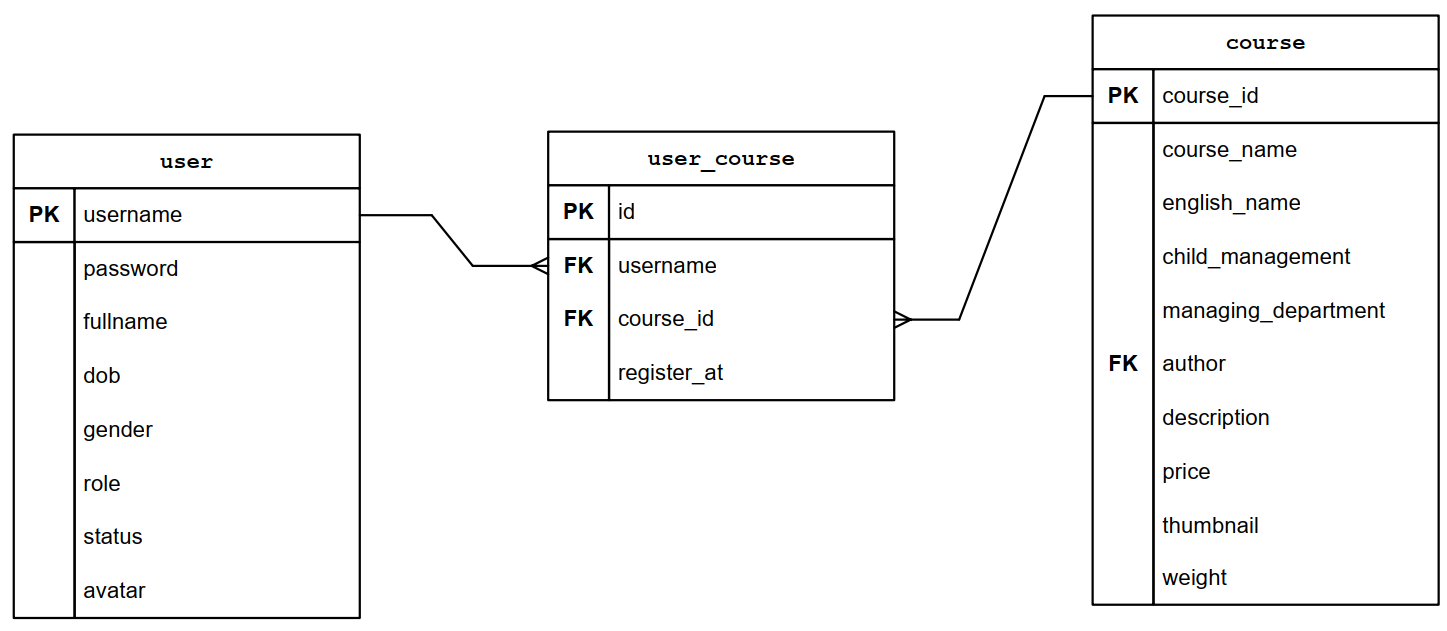 user
PK username
password
fullname
dob
gender
role
status
avatar
user_course
PK id
FK username
FK course_id
register_at
course
PK course_id
course_name
english_name
child_management
managing_department
FK author
description
price
thumbnail
weight